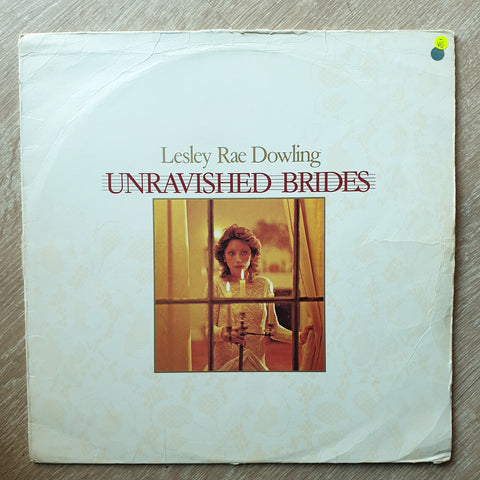 Lesley Rae Dowling
UNRAVISHED BRIDES